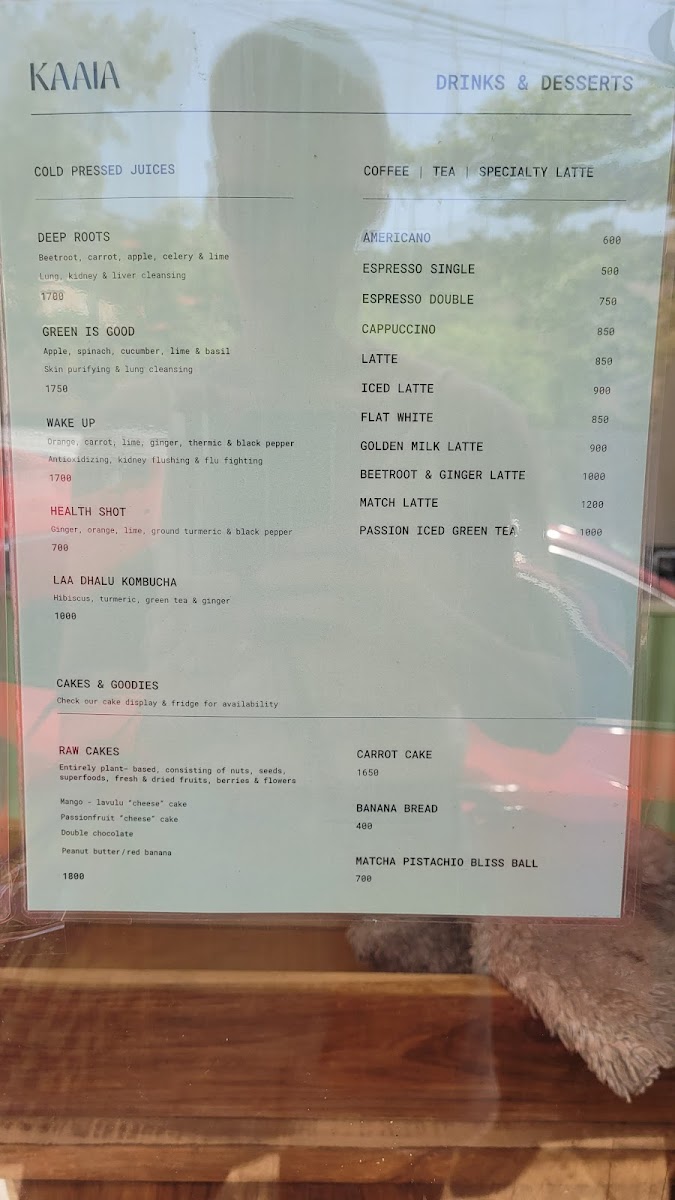 KAAIA
DRINKS & DESSERTS
COLD PRESSED JUICES
DEEP ROOTS
Beetroot, carrot, apple, celery & lime
Lung, kidney & liver cleansing
1700
GREEN IS GOOD
Apple, spinach, cucumber, lime & basil
Skin purifying & lung cleansing
1750
WAKE UP
Orange, carrot, lime, ginger, thermic & black pepper
Antioxidizing, kidney flushing & flu fighting
1700
HEALTH SHOT
Ginger, orange, lime, ground turmeric & black pepper
700
LAA DHALU KOMBUCHA
Hibiscus, turmeric, green tea & ginger
1000
COFFEE | TEA | SPECIALTY LATTE
AMERICANO 600
ESPRESSO SINGLE 500
ESPRESSO DOUBLE 750
CAPPUCCINO 850
LATTE 850
ICED LATTE 900
FLAT WHITE 850
GOLDEN MILK LATTE 900
BEETROOT & GINGER LATTE 1000
MATCH LATTE 1200
PASSION ICED GREEN TEA 1000
CAKES & GOODIES
Check our cake display & fridge for availability
RAW CAKES
Entirely plant- based, consisting of nuts, seeds,
superfoods, fresh & dried fruits, berries & flowers
Mango - lavulu "cheese" cake
Passionfruit "cheese" cake
Double chocolate
Peanut butter/red banana
1800
CARROT CAKE
1650
BANANA BREAD
400
MATCHA PISTACHIO BLISS BALL
700